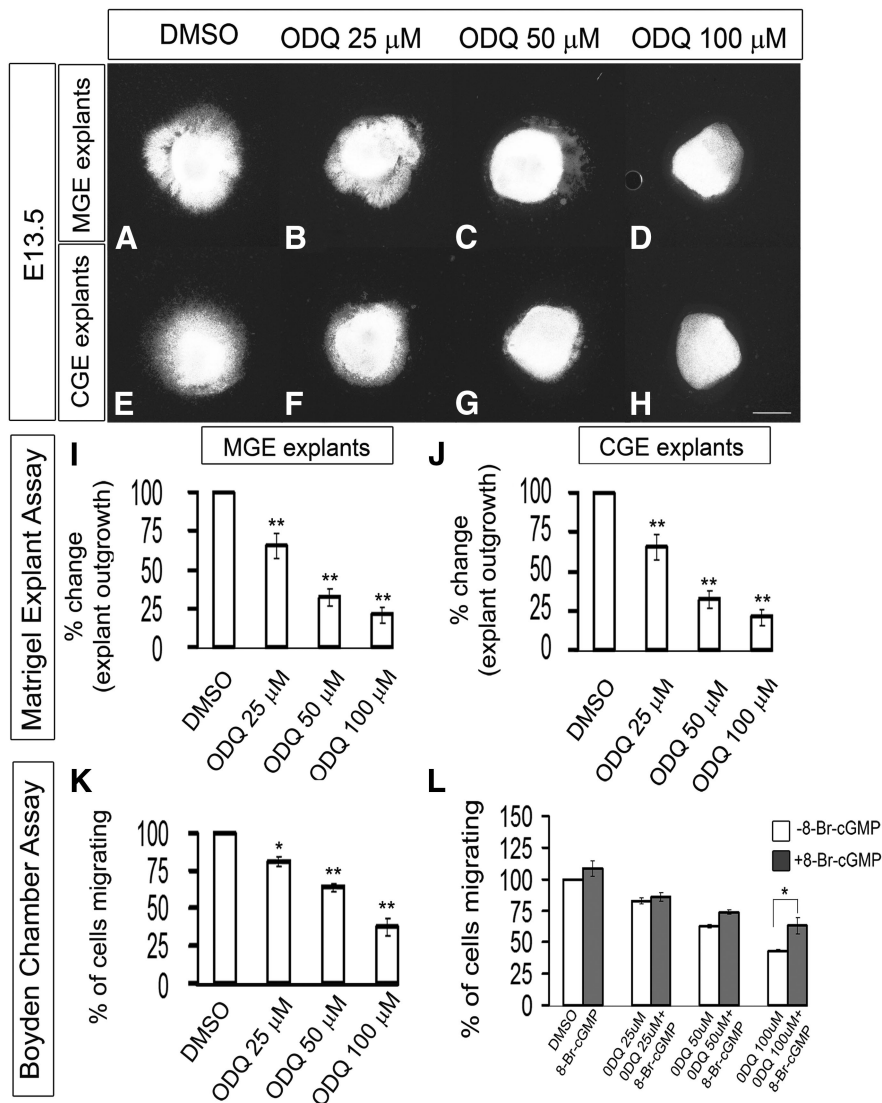 DMSO ODQ 25 μM ODQ 50 μM ODQ 100 μM
E13.5
MGE explants
A B C D
CGE explants
E F G H
Matrigel Explant Assay
I MGE explants
% change
(explant outgrowth)
100
75
50
25
0
**
**
**
DMSO
ODQ 25 μM
ODQ 50 μM
ODQ 100 μM
J CGE explants
% change
(explant outgrowth)
100
75
50
25
0
**
**
**
DMSO
ODQ 25 μM
ODQ 50 μM
ODQ 100 μM
Boyden Chamber Assay
K
% of cells migrating
100
75
50
25
0
*
**
**
DMSO
ODQ 25 μM
ODQ 50 μM
ODQ 100 μM
L
% of cells migrating
150
125
100
75
50
25
0
-8-Br-cGMP
+8-Br-cGMP
*
DMSO
8-Br-cGMP
0DQ 25uM
0DQ 25uM+
8-Br-cGMP
0DQ 50uM
0DQ 50uM+
8-Br-cGMP
0DQ 100uM
0DQ 100uM+
8-Br-cGMP